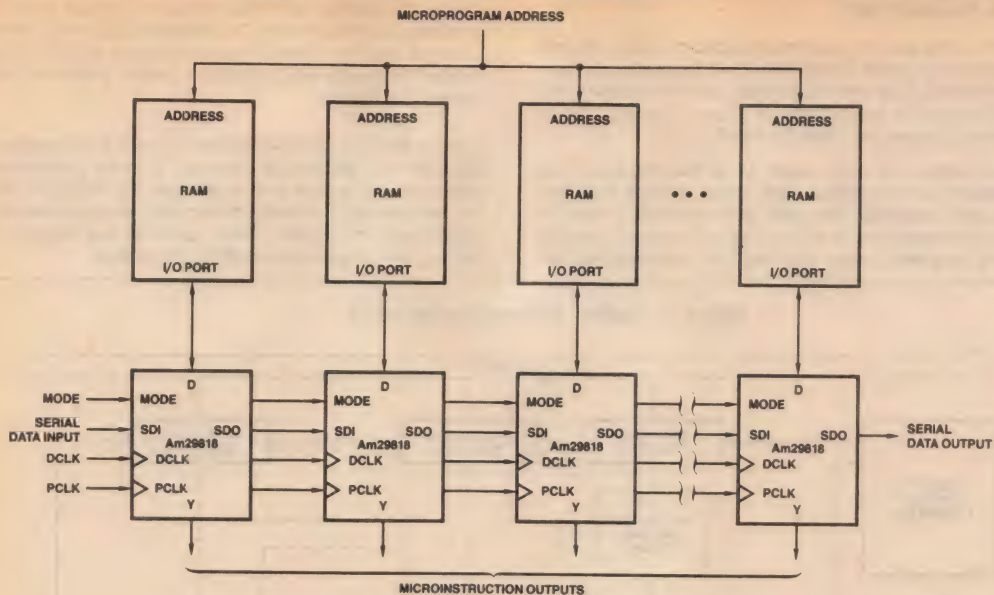 MICROPROGRAM ADDRESS
ADDRESS
RAM
I/O PORT
ADDRESS
RAM
I/O PORT
ADDRESS
RAM
I/O PORT
• • •
ADDRESS
RAM
I/O PORT
MODE
SERIAL
DATA INPUT
DCLK
PCLK
D
MODE
SDI
Am29818
DCLK
PCLK
Y
D
MODE
SDI SDO
Am29818
DCLK
PCLK
Y
D
MODE
SDI SDO
Am29818
DCLK
PCLK
Y
D
MODE
SDI SDO
Am29818
DCLK
PCLK
Y
SERIAL
DATA OUTPUT
MICROINSTRUCTION OUTPUTS